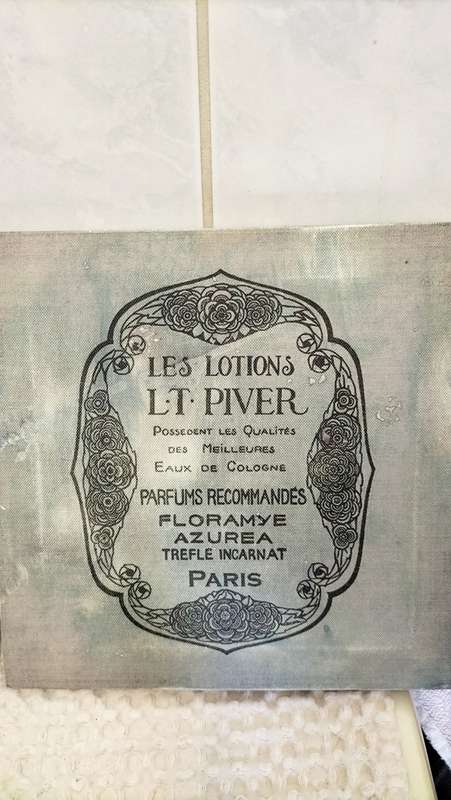 LES LOTIONS
L.T. PIVER
POSSEDENT LES QUALITÉS
DES MEILLEURES
EAUX DE COLOGNE
PARFUMS RECOMMANDÉS
FLORAMYE
AZUREA
TREFLE INCARNAT
PARIS